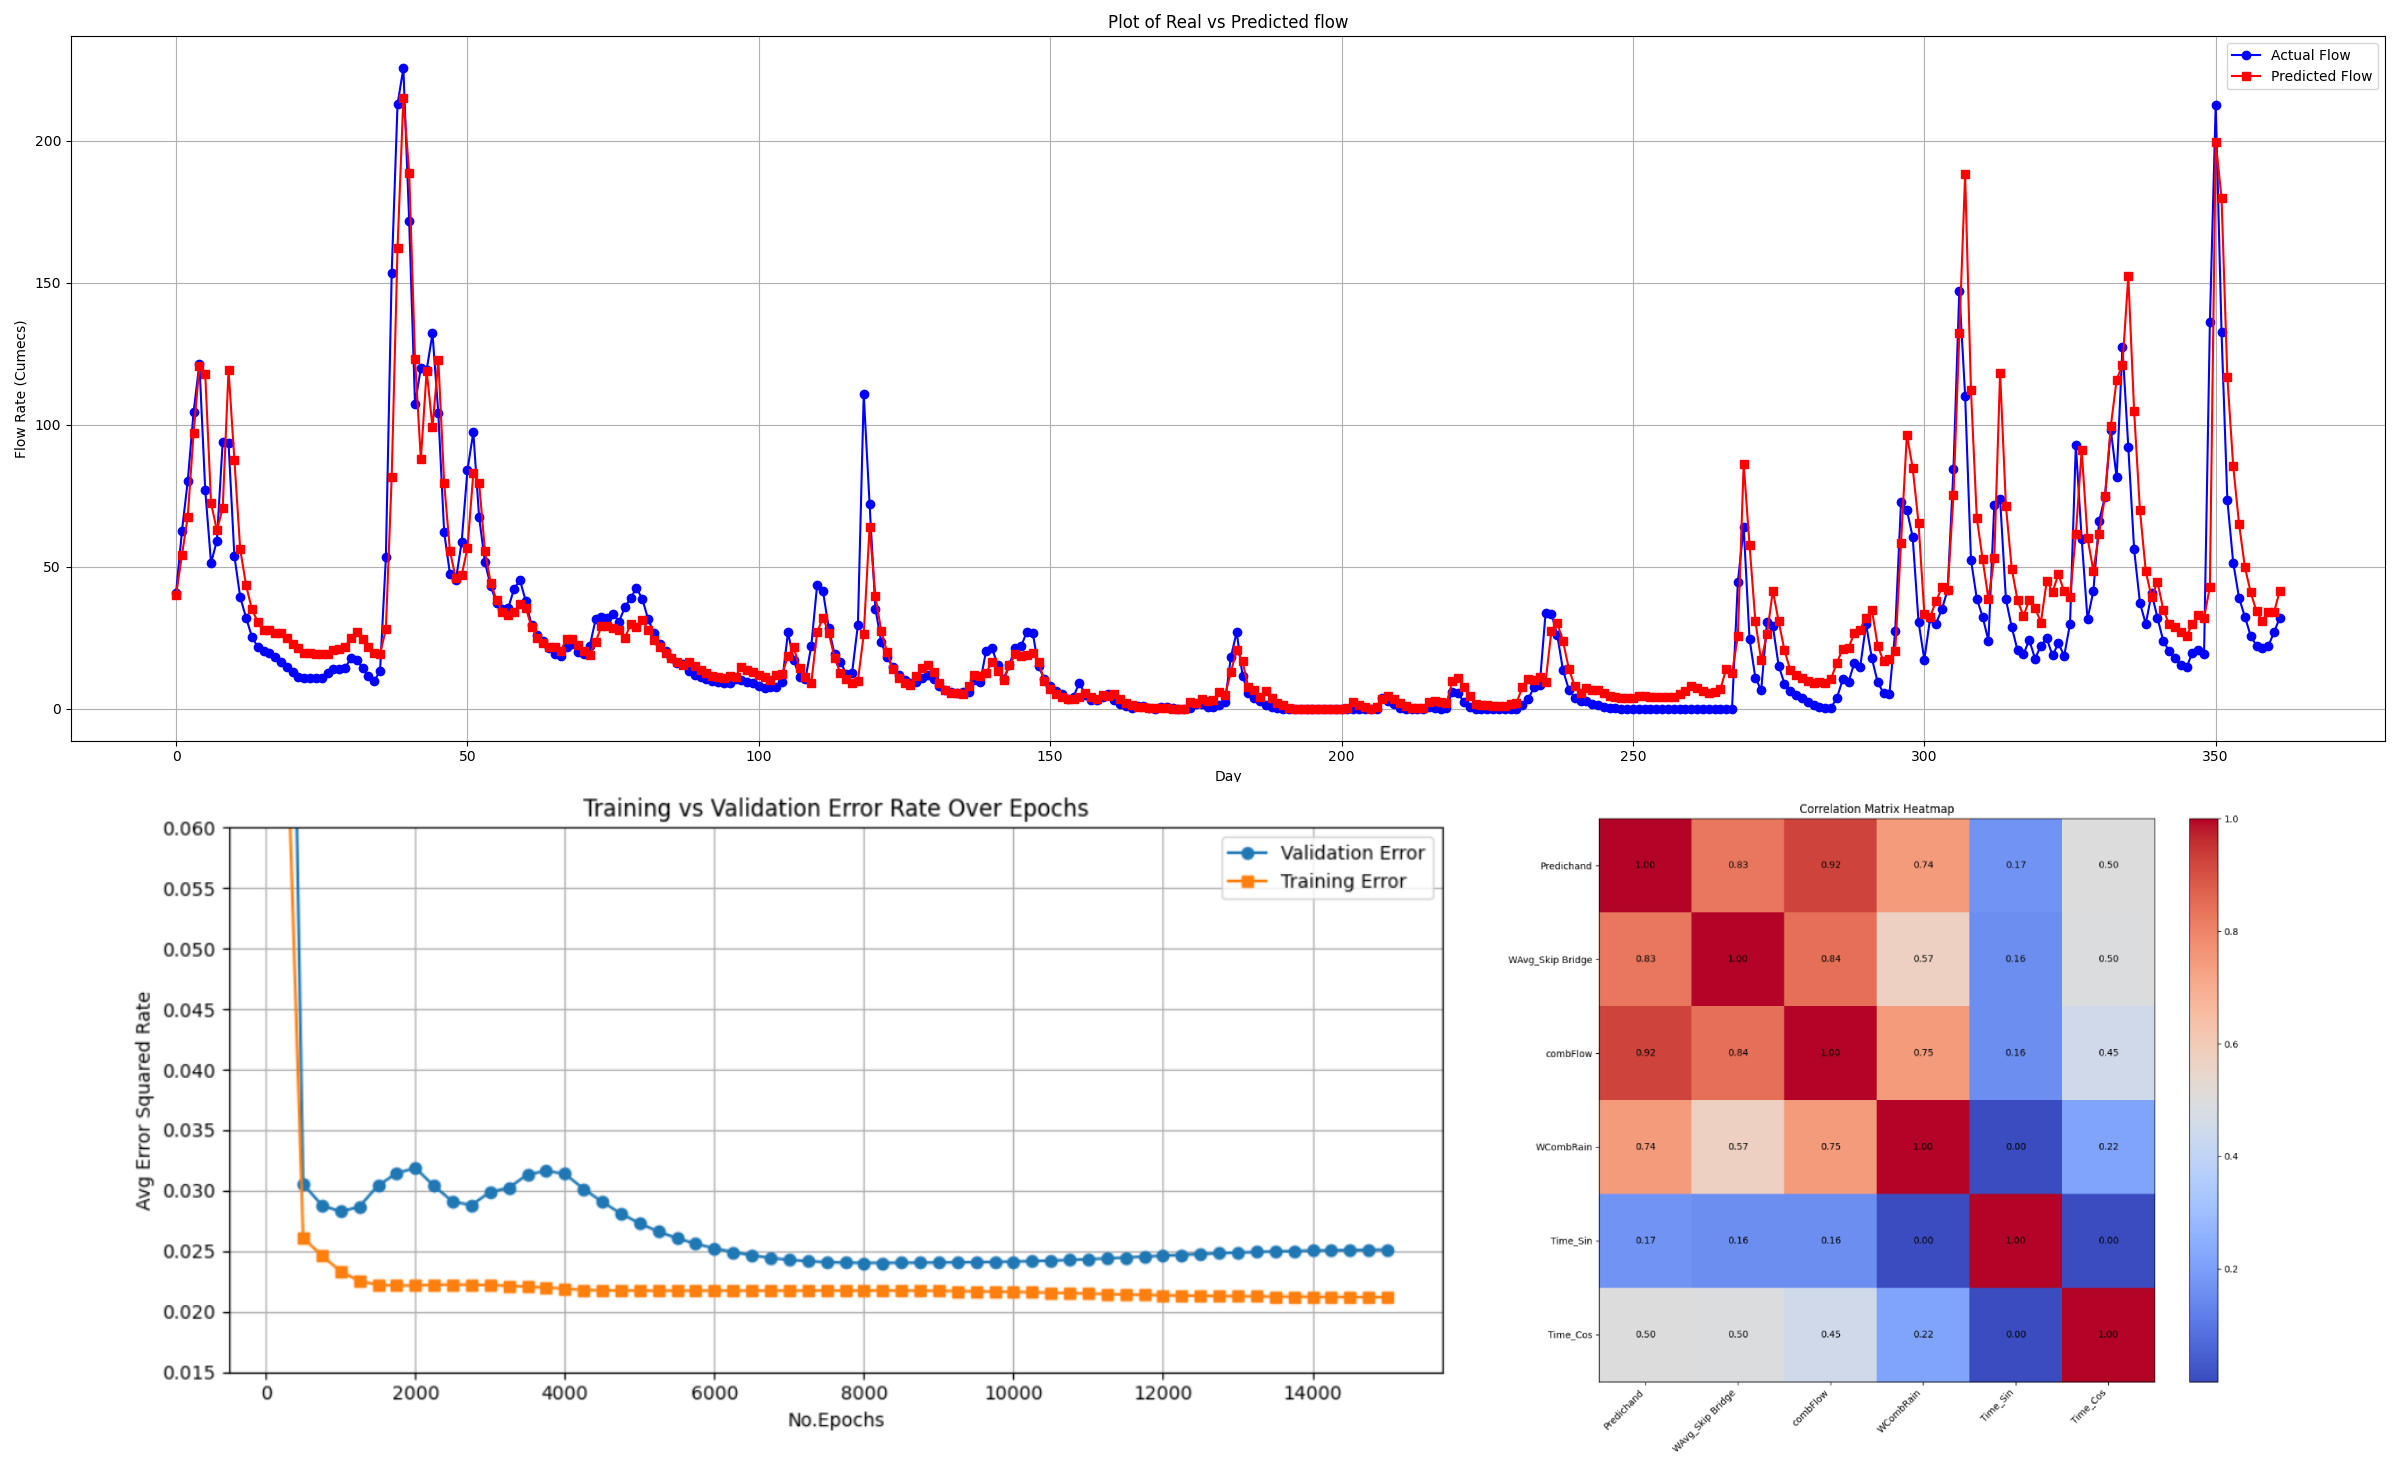 Plot of Real vs Predicted flow
Actual Flow
Predicted Flow
Flow Rate (Cumecs)
200
150
100
50
0
0 50 100 150 200 250 300 350
Day
Training vs Validation Error Rate Over Epochs
Validation Error
Training Error
Avg Error Squared Rate
0.060
0.055
0.050
0.045
0.040
0.035
0.030
0.025
0.020
0.015
0 2000 4000 6000 8000 10000 12000 14000
No.Epochs
Correlation Matrix Heatmap
Predichand 1.00 0.83 0.92 0.74 0.17 0.50
WAvg_Skip Bridge 0.83 1.00 0.84 0.57 0.16 0.50
combFlow 0.92 0.84 1.00 0.75 0.16 0.45
WCombRain 0.74 0.57 0.75 1.00 0.00 0.22
Time_Sin 0.17 0.16 0.16 0.00 1.00 0.00
Time_Cos 0.50 0.50 0.45 0.22 0.00 1.00
Predichand WAvg_Skip Bridge combFlow WCombRain Time_Sin Time_Cos
1.0
0.8
0.6
0.4
0.2